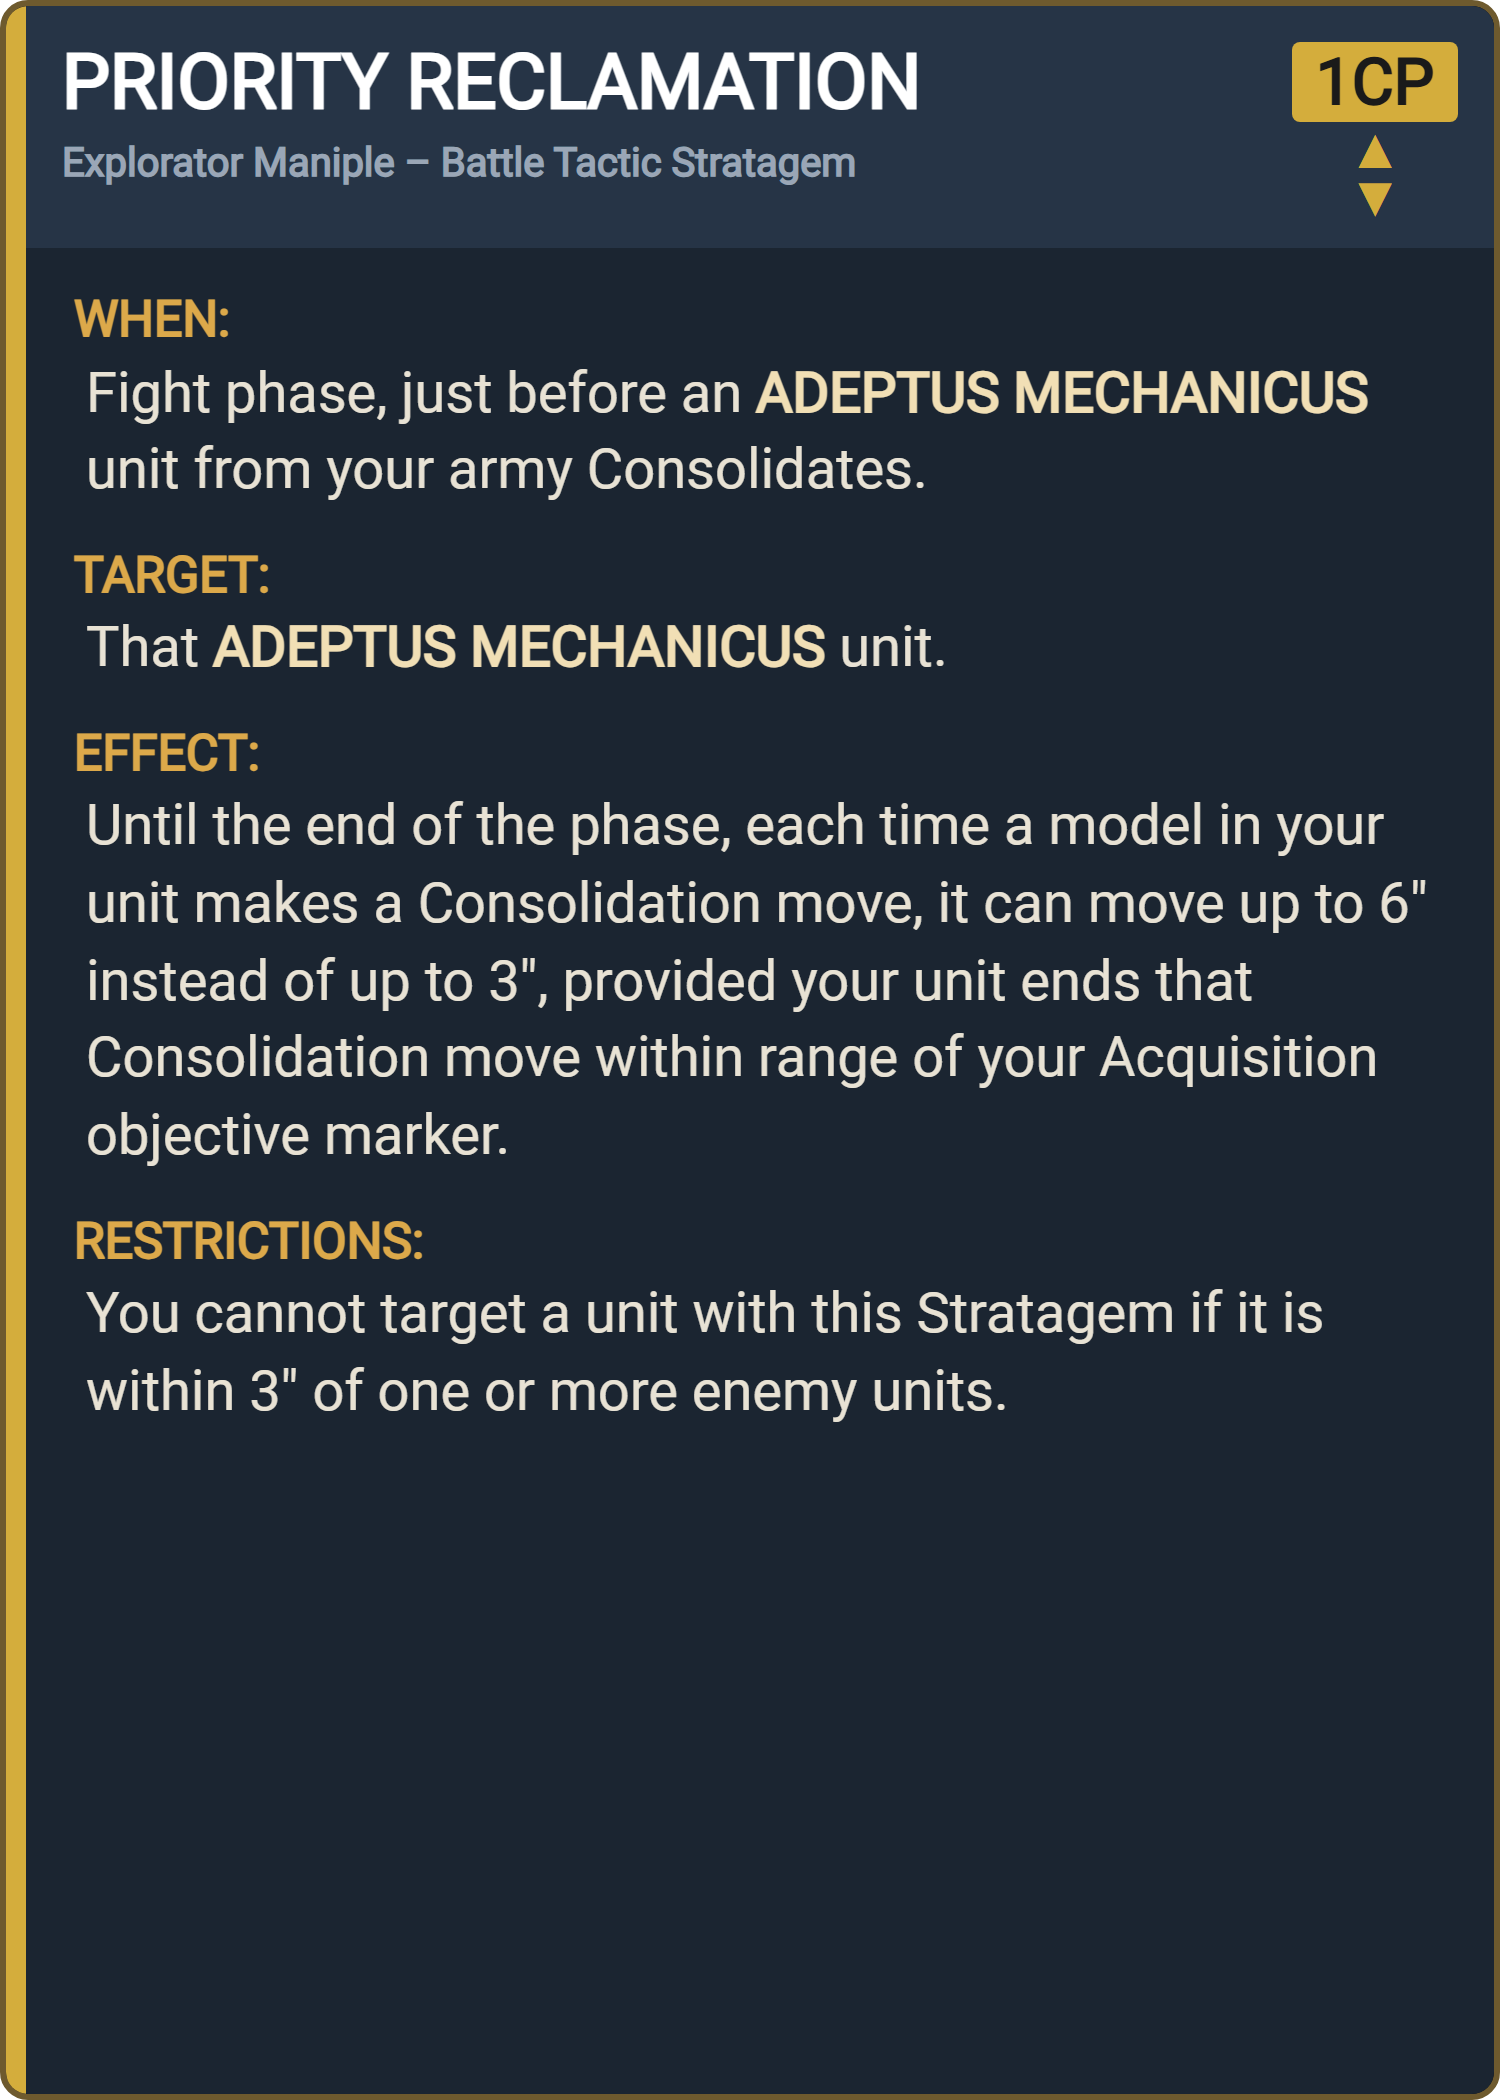 PRIORITY RECLAMATION
1CP
Explorator Maniple – Battle Tactic Stratagem
▲
▼
WHEN:
Fight phase, just before an ADEPTUS MECHANICUS
unit from your army Consolidates.
TARGET:
That ADEPTUS MECHANICUS unit.
EFFECT:
Until the end of the phase, each time a model in your
unit makes a Consolidation move, it can move up to 6"
instead of up to 3", provided your unit ends that
Consolidation move within range of your Acquisition
objective marker.
RESTRICTIONS:
You cannot target a unit with this Stratagem if it is
within 3" of one or more enemy units.